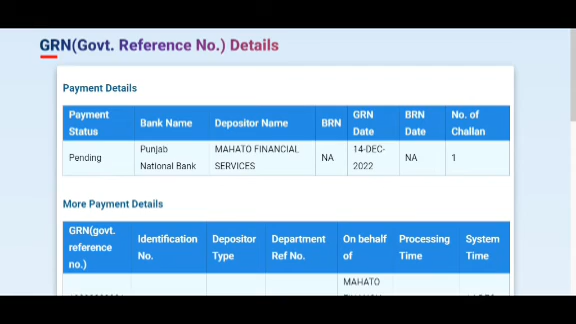 GRN(Govt. Reference No.) Details
Payment Details
Payment Status Bank Name Depositor Name BRN GRN Date BRN Date No. of Challan
Pending Punjab National Bank MAHATO FINANCIAL SERVICES NA 14-DEC-2022 NA 1
More Payment Details
GRN(govt. reference no.) Identification No. Depositor Type Department Ref No. On behalf of Processing Time System Time
MAHATO